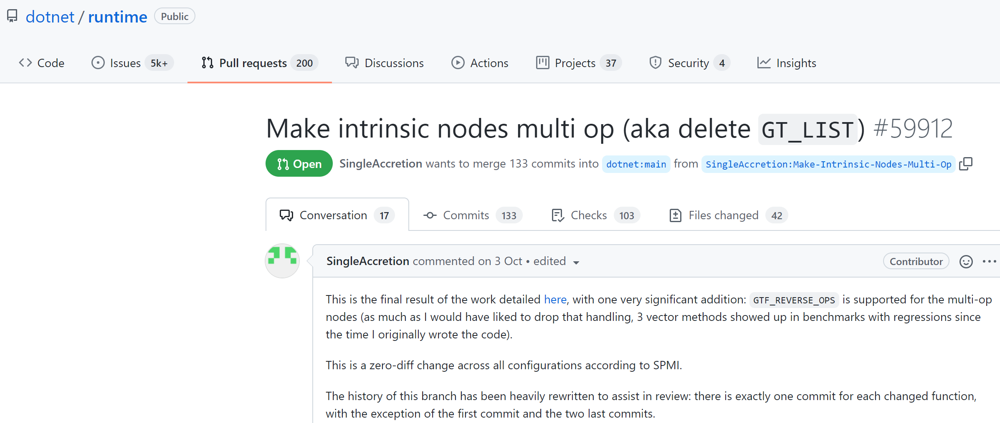 dotnet / runtime Public
Code Issues 5k+ Pull requests 200 Discussions Actions Projects 37 Security 4 Insights
Make intrinsic nodes multi op (aka delete GT_LIST) #59912
Open SingleAccretion wants to merge 133 commits into dotnet:main from SingleAccretion:Make-Intrinsic-Nodes-Multi-Op
Conversation 17 Commits 133 Checks 103 Files changed 42
SingleAccretion commented on 3 Oct • edited Contributor
This is the final result of the work detailed here, with one very significant addition: GTF_REVERSE_OPS is supported for the multi-op
nodes (as much as I would have liked to drop that handling, 3 vector methods showed up in benchmarks with regressions since
the time I originally wrote the code).
This is a zero-diff change across all configurations according to SPMI.
The history of this branch has been heavily rewritten to assist in review: there is exactly one commit for each changed function,
with the exception of the first commit and the two last commits.